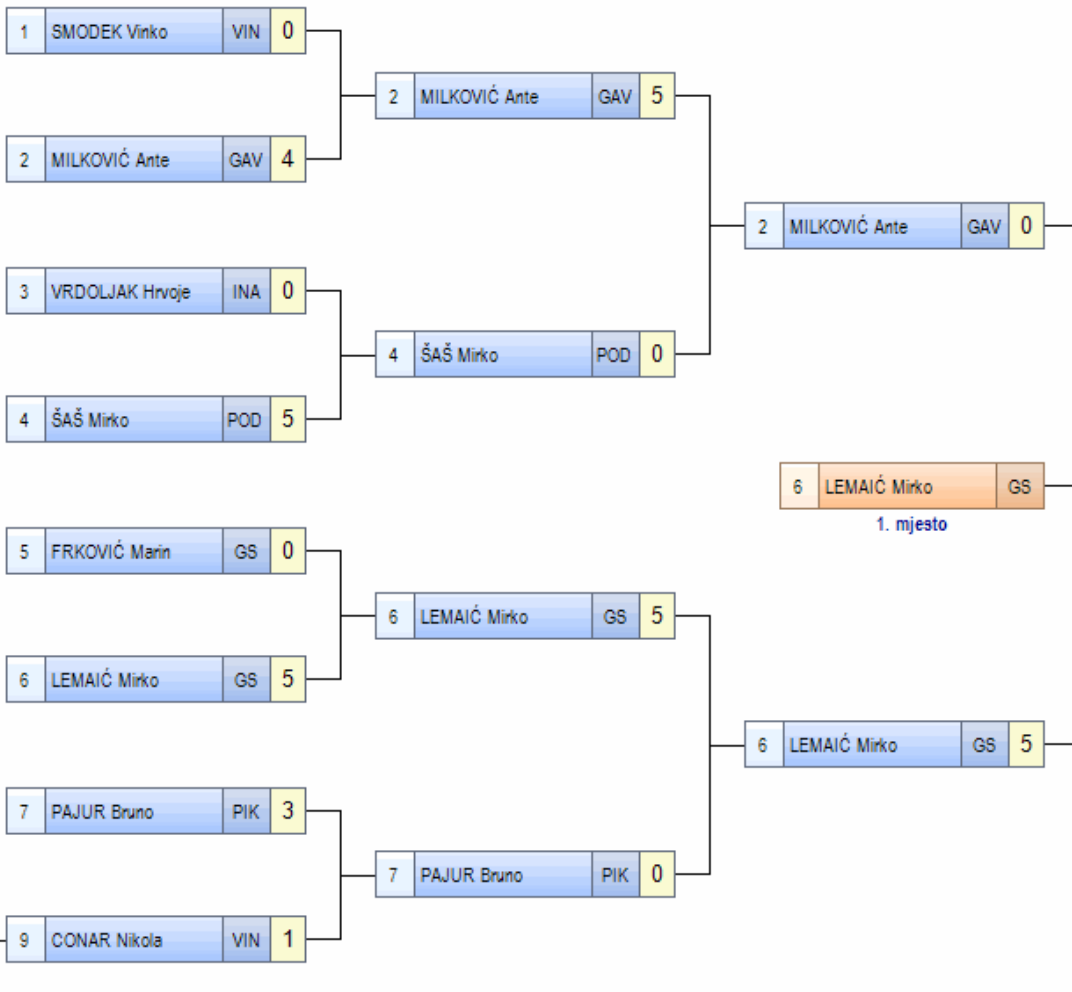 1 SMODEK Vinko VIN 0
2 MILKOVIĆ Ante GAV 5
2 MILKOVIĆ Ante GAV 4
2 MILKOVIĆ Ante GAV 0
3 VRDOLJAK Hrvoje INA 0
4 ŠAŠ Mirko POD 0
4 ŠAŠ Mirko POD 5
6 LEMAIĆ Mirko GS
1. mjesto
5 FRKOVIĆ Marin GS 0
6 LEMAIĆ Mirko GS 5
6 LEMAIĆ Mirko GS 5
6 LEMAIĆ Mirko GS 5
7 PAJUR Bruno PIK 3
7 PAJUR Bruno PIK 0
9 CONAR Nikola VIN 1